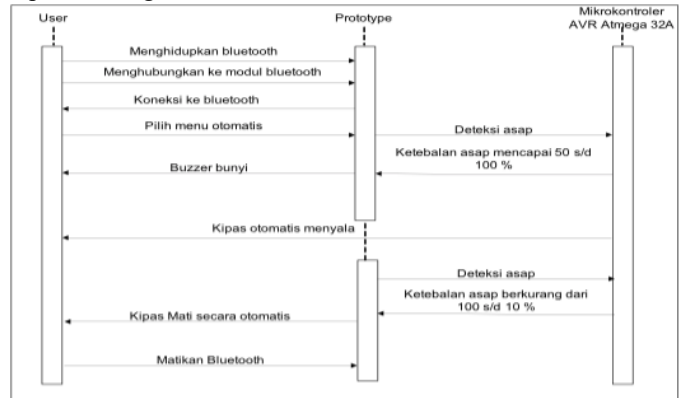 User
Prototype
Mikrokontroler
AVR Atmega 32A
Menghidupkan bluetooth
Menghubungkan ke modul bluetooth
Koneksi ke bluetooth
Pilih menu otomatis
Deteksi asap
Ketebalan asap mencapai 50 s/d
100 %
Buzzer bunyi
Kipas otomatis menyala
Deteksi asap
Ketebalan asap berkurang dari
100 s/d 10 %
Kipas Mati secara otomatis
Matikan Bluetooth